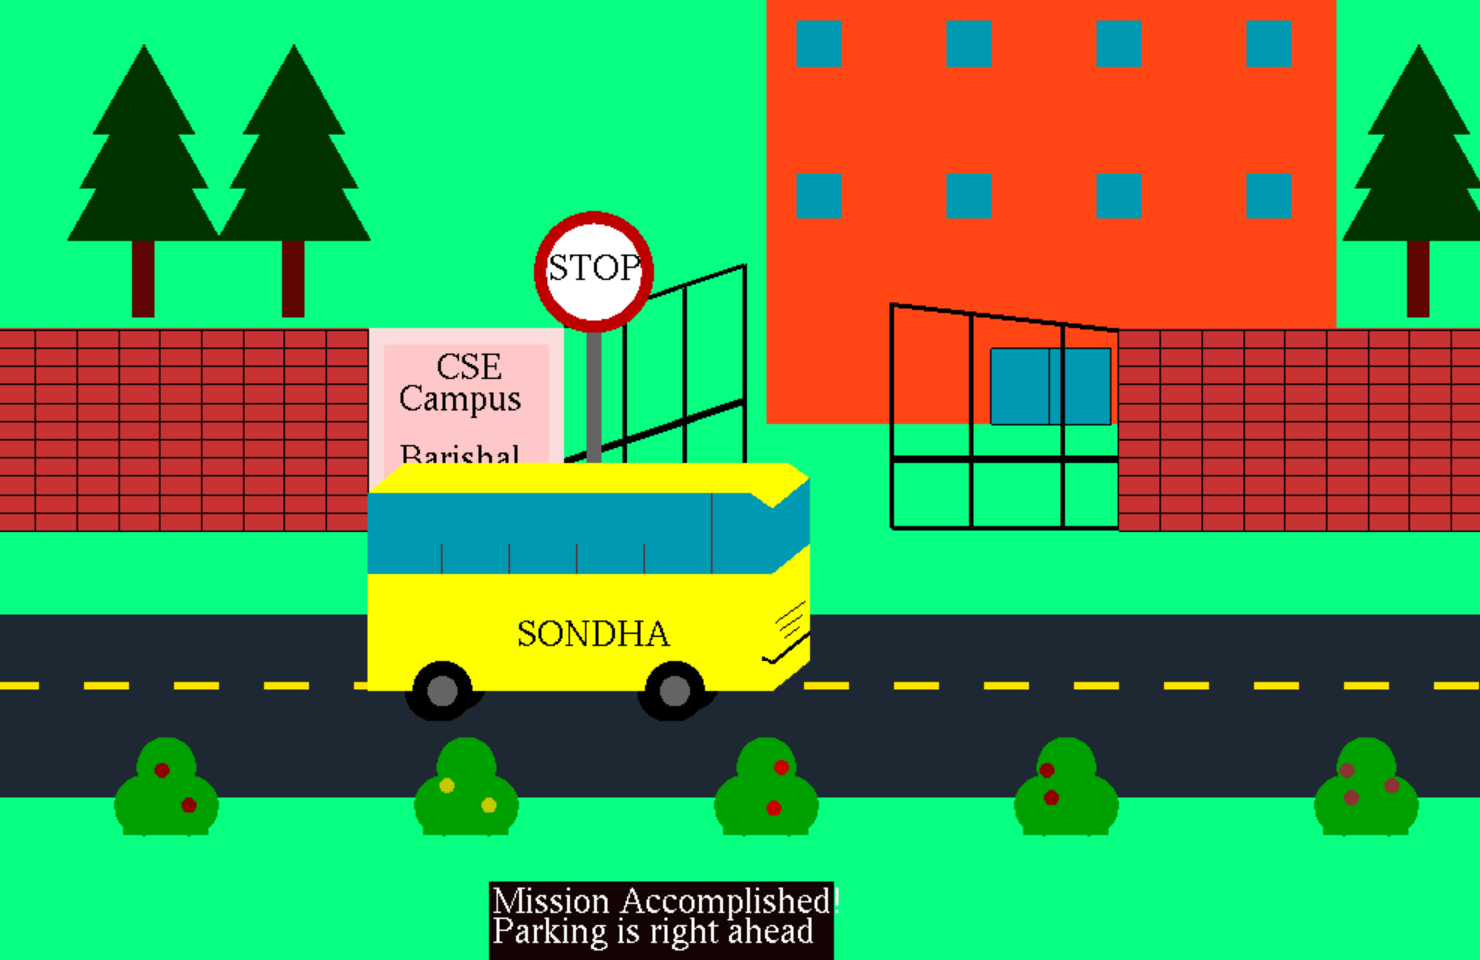 STOP
CSE
Campus
Barishal
SONDHA
Mission Accomplished!
Parking is right ahead